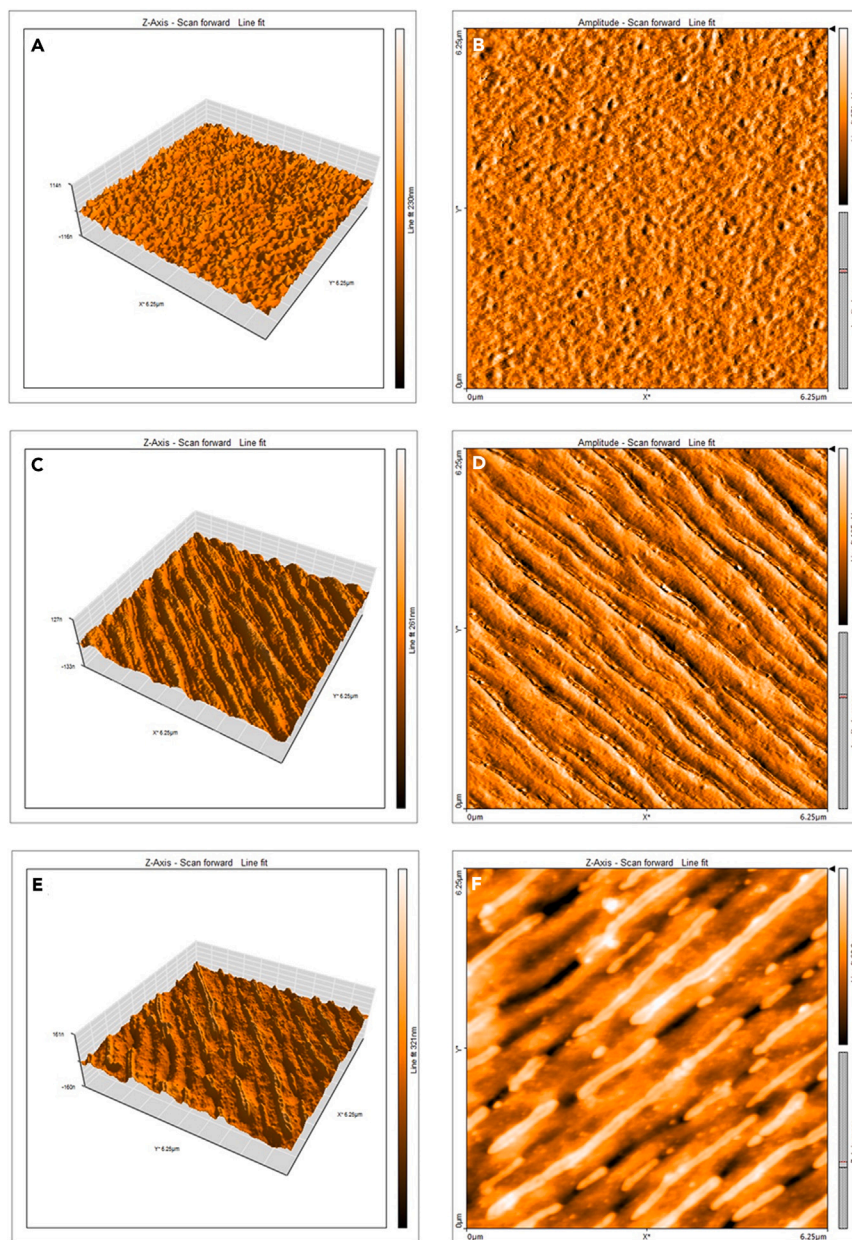 Z-Axis - Scan forward Line fit
A
114n
-116n
X* 6.25µm
Y* 6.25µm
Line fit 230nm
Amplitude - Scan forward Line fit
B
6.25µm
Y*
0µm
0µm
X*
6.25µm
Z-Axis - Scan forward Line fit
C
127n
-133n
X* 6.25µm
Y* 6.25µm
Line fit 261nm
Amplitude - Scan forward Line fit
D
6.25µm
Y*
0µm
0µm
X*
6.25µm
Z-Axis - Scan forward Line fit
E
161n
-160n
Y* 6.25µm
X* 6.25µm
Line fit 321nm
Z-Axis - Scan forward Line fit
F
6.25µm
Y*
0µm
0µm
X*
6.25µm